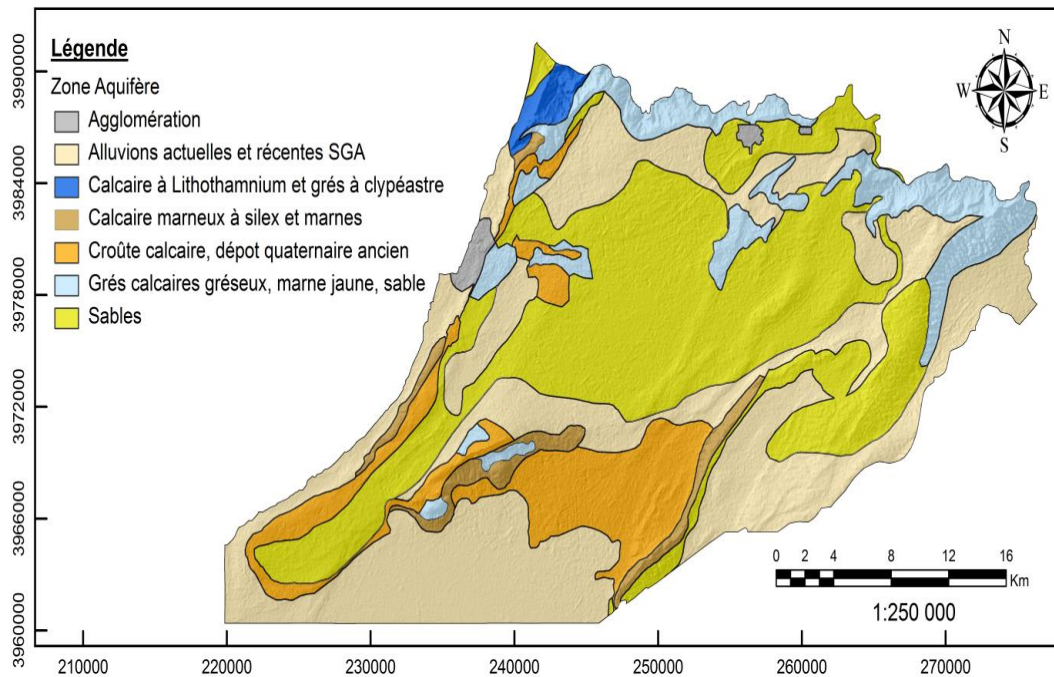 Légende
Zone Aquifère
Agglomération
Alluvions actuelles et récentes SGA
Calcaire à Lithothamnium et grés à clypéastre
Calcaire marneux à silex et marnes
Croûte calcaire, dépot quaternaire ancien
Grés calcaires gréseux, marne jaune, sable
Sables
N
W E
S
3990000
3984000
3978000
3972000
3966000
3960000
0 2 4 8 12 16
Km
1:250 000
210000 220000 230000 240000 250000 260000 270000